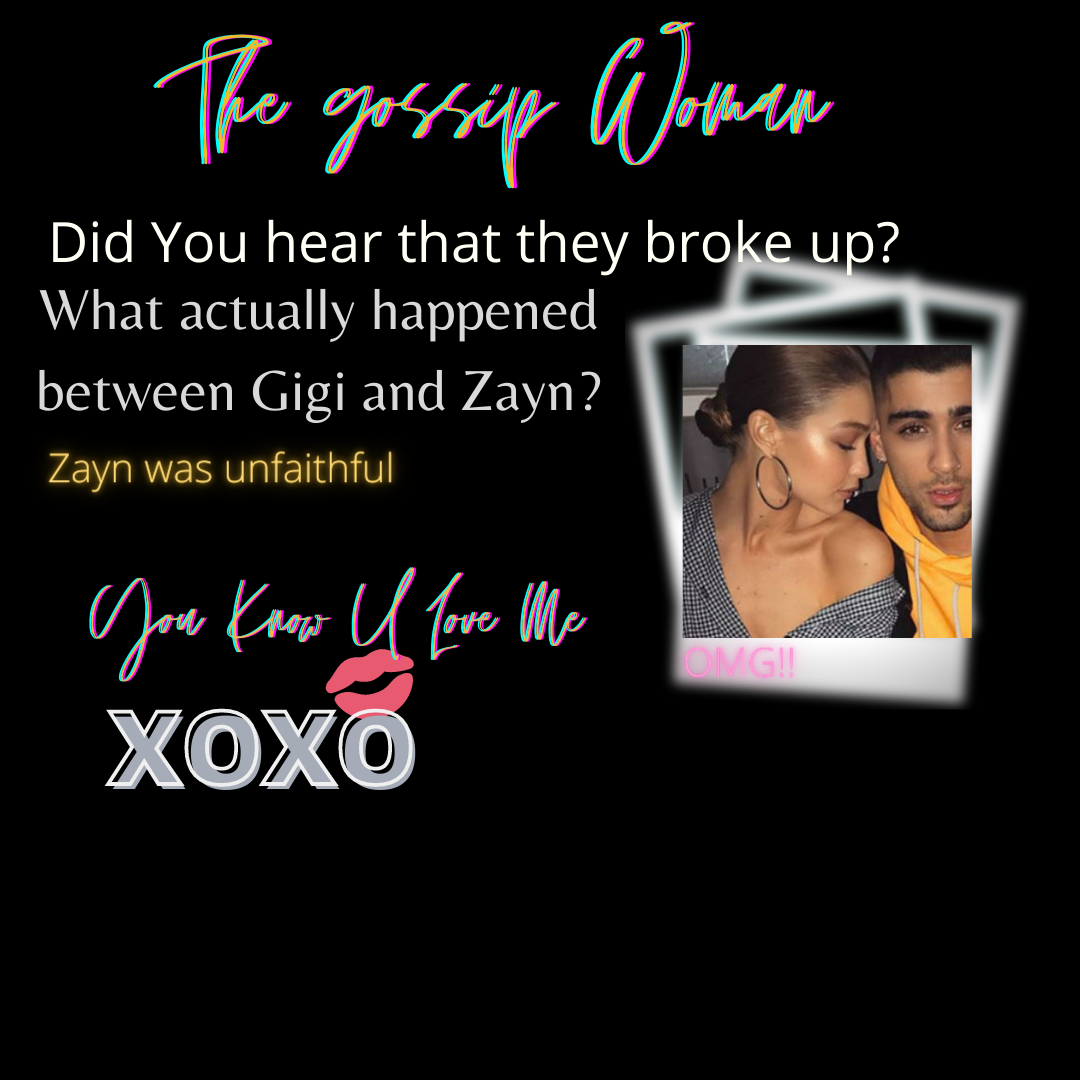 The gossip Woman
Did You hear that they broke up?
What actually happened
between Gigi and Zayn?
Zayn was unfaithful
OMG!!
You Know U Love Me
XOXO